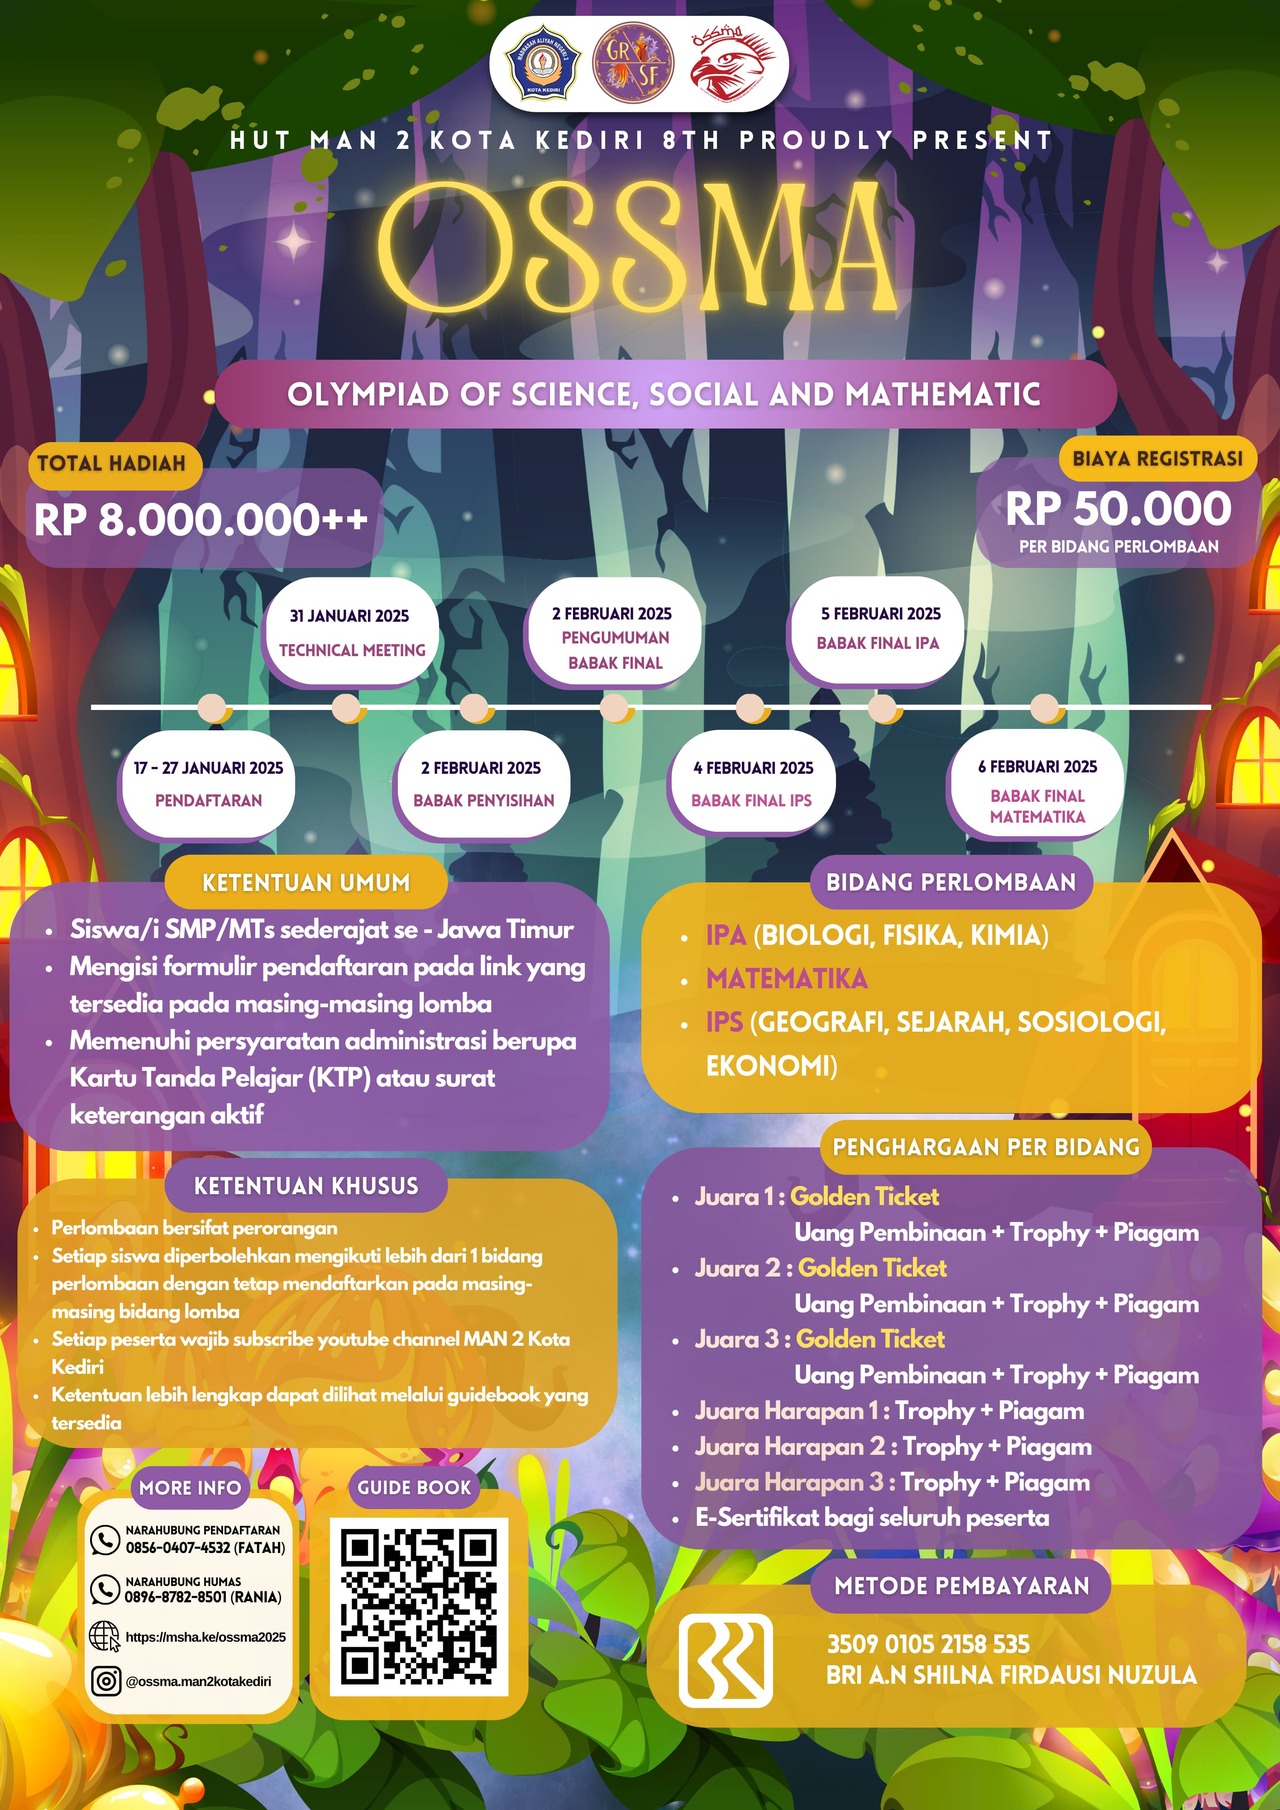 MADRASAH ALIYAH NEGERI 2
KOTA KEDIRI
GR SF
ÖSSMA
HUT MAN 2 KOTA KEDIRI 8TH PROUDLY PRESENT
OSSMA
OLYMPIAD OF SCIENCE, SOCIAL AND MATHEMATIC
TOTAL HADIAH
RP 8.000.000++
BIAYA REGISTRASI
RP 50.000
PER BIDANG PERLOMBAAN
31 JANUARI 2025
TECHNICAL MEETING
2 FEBRUARI 2025
PENGUMUMAN
BABAK FINAL
5 FEBRUARI 2025
BABAK FINAL IPA
17 - 27 JANUARI 2025
PENDAFTARAN
2 FEBRUARI 2025
BABAK PENYISIHAN
4 FEBRUARI 2025
BABAK FINAL IPS
6 FEBRUARI 2025
BABAK FINAL
MATEMATIKA
KETENTUAN UMUM
• Siswa/i SMP/MTs sederajat se - Jawa Timur
• Mengisi formulir pendaftaran pada link yang
tersedia pada masing-masing lomba
• Memenuhi persyaratan administrasi berupa
Kartu Tanda Pelajar (KTP) atau surat
keterangan aktif
BIDANG PERLOMBAAN
• IPA (BIOLOGI, FISIKA, KIMIA)
• MATEMATIKA
• IPS (GEOGRAFI, SEJARAH, SOSIOLOGI,
EKONOMI)
KETENTUAN KHUSUS
• Perlombaan bersifat perorangan
• Setiap siswa diperbolehkan mengikuti lebih dari 1 bidang
perlombaan dengan tetap mendaftarkan pada masing-
masing bidang lomba
• Setiap peserta wajib subscribe youtube channel MAN 2 Kota
Kediri
• Ketentuan lebih lengkap dapat dilihat melalui guidebook yang
tersedia
PENGHARGAAN PER BIDANG
• Juara 1 : Golden Ticket
Uang Pembinaan + Trophy + Piagam
• Juara 2 : Golden Ticket
Uang Pembinaan + Trophy + Piagam
• Juara 3 : Golden Ticket
Uang Pembinaan + Trophy + Piagam
• Juara Harapan 1 : Trophy + Piagam
• Juara Harapan 2 : Trophy + Piagam
• Juara Harapan 3 : Trophy + Piagam
• E-Sertifikat bagi seluruh peserta
MORE INFO
NARAHUBUNG PENDAFTARAN
0856-0407-4532 (FATAH)
NARAHUBUNG HUMAS
0896-8782-8501 (RANIA)
https://msha.ke/ossma2025
@ossma.man2kotakediri
GUIDE BOOK
METODE PEMBAYARAN
3509 0105 2158 535
BRI A.N SHILNA FIRDAUSI NUZULA